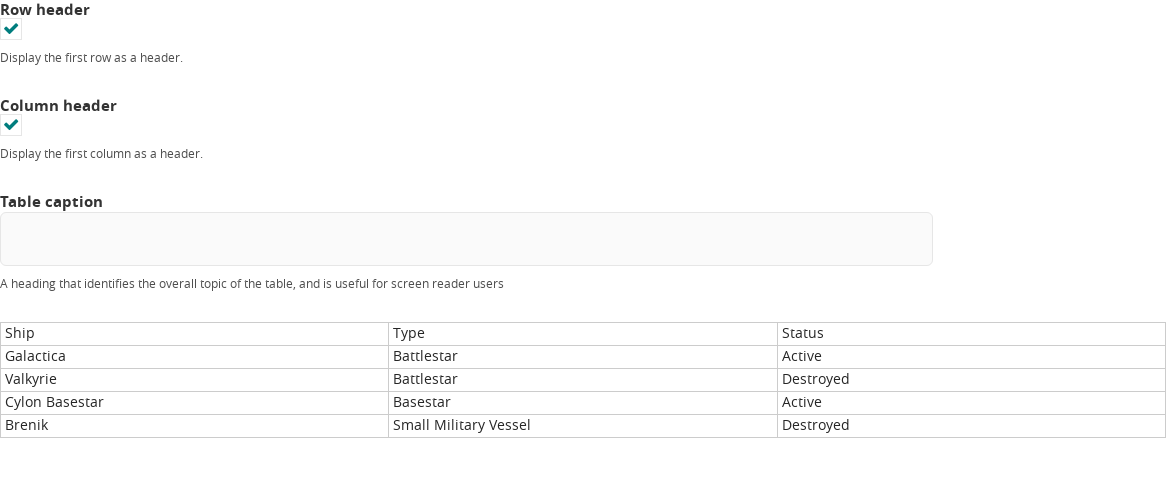 Row header
Display the first row as a header.
Column header
Display the first column as a header.
Table caption
A heading that identifies the overall topic of the table, and is useful for screen reader users
Ship Type Status
Galactica Battlestar Active
Valkyrie Battlestar Destroyed
Cylon Basestar Basestar Active
Brenik Small Military Vessel Destroyed